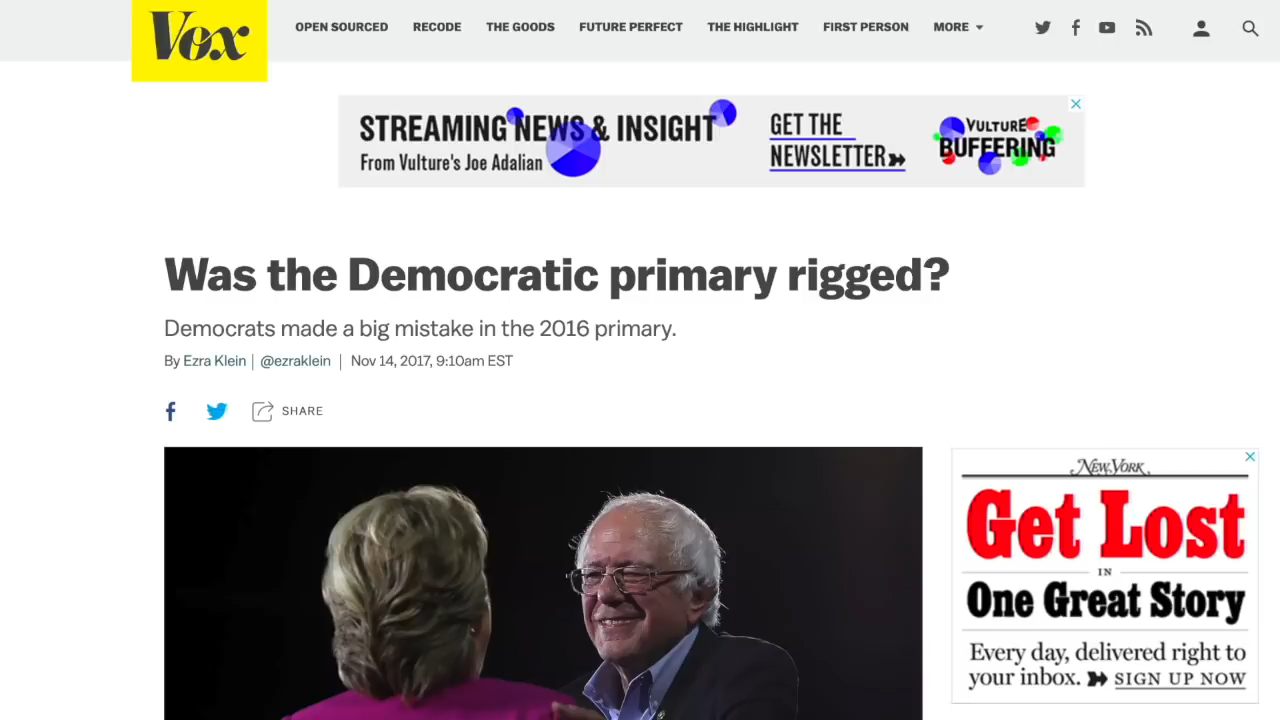 Vox
OPEN SOURCED RECODE THE GOODS FUTURE PERFECT THE HIGHLIGHT FIRST PERSON MORE
STREAMING NEWS & INSIGHT
From Vulture's Joe Adalian
GET THE
NEWSLETTER
VULTURE
BUFFERING
Was the Democratic primary rigged?
Democrats made a big mistake in the 2016 primary.
By Ezra Klein | @ezraklein | Nov 14, 2017, 9:10am EST
SHARE
NEW YORK
Get Lost
IN
One Great Story
Every day, delivered right to
your inbox. SIGN UP NOW